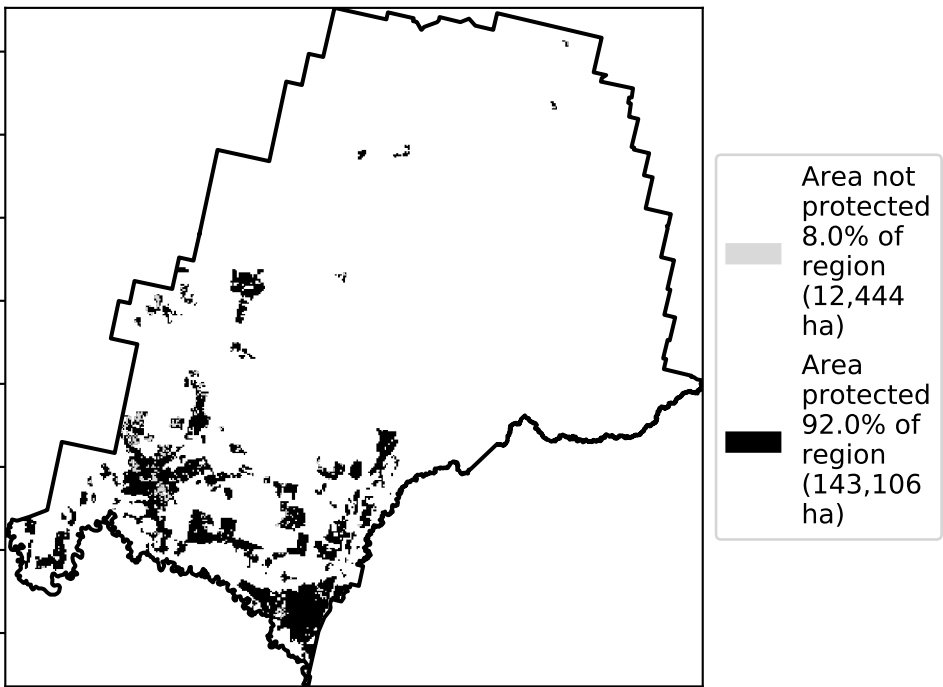 Area not
protected
8.0% of
region
(12,444
ha)
Area
protected
92.0% of
region
(143,106
ha)